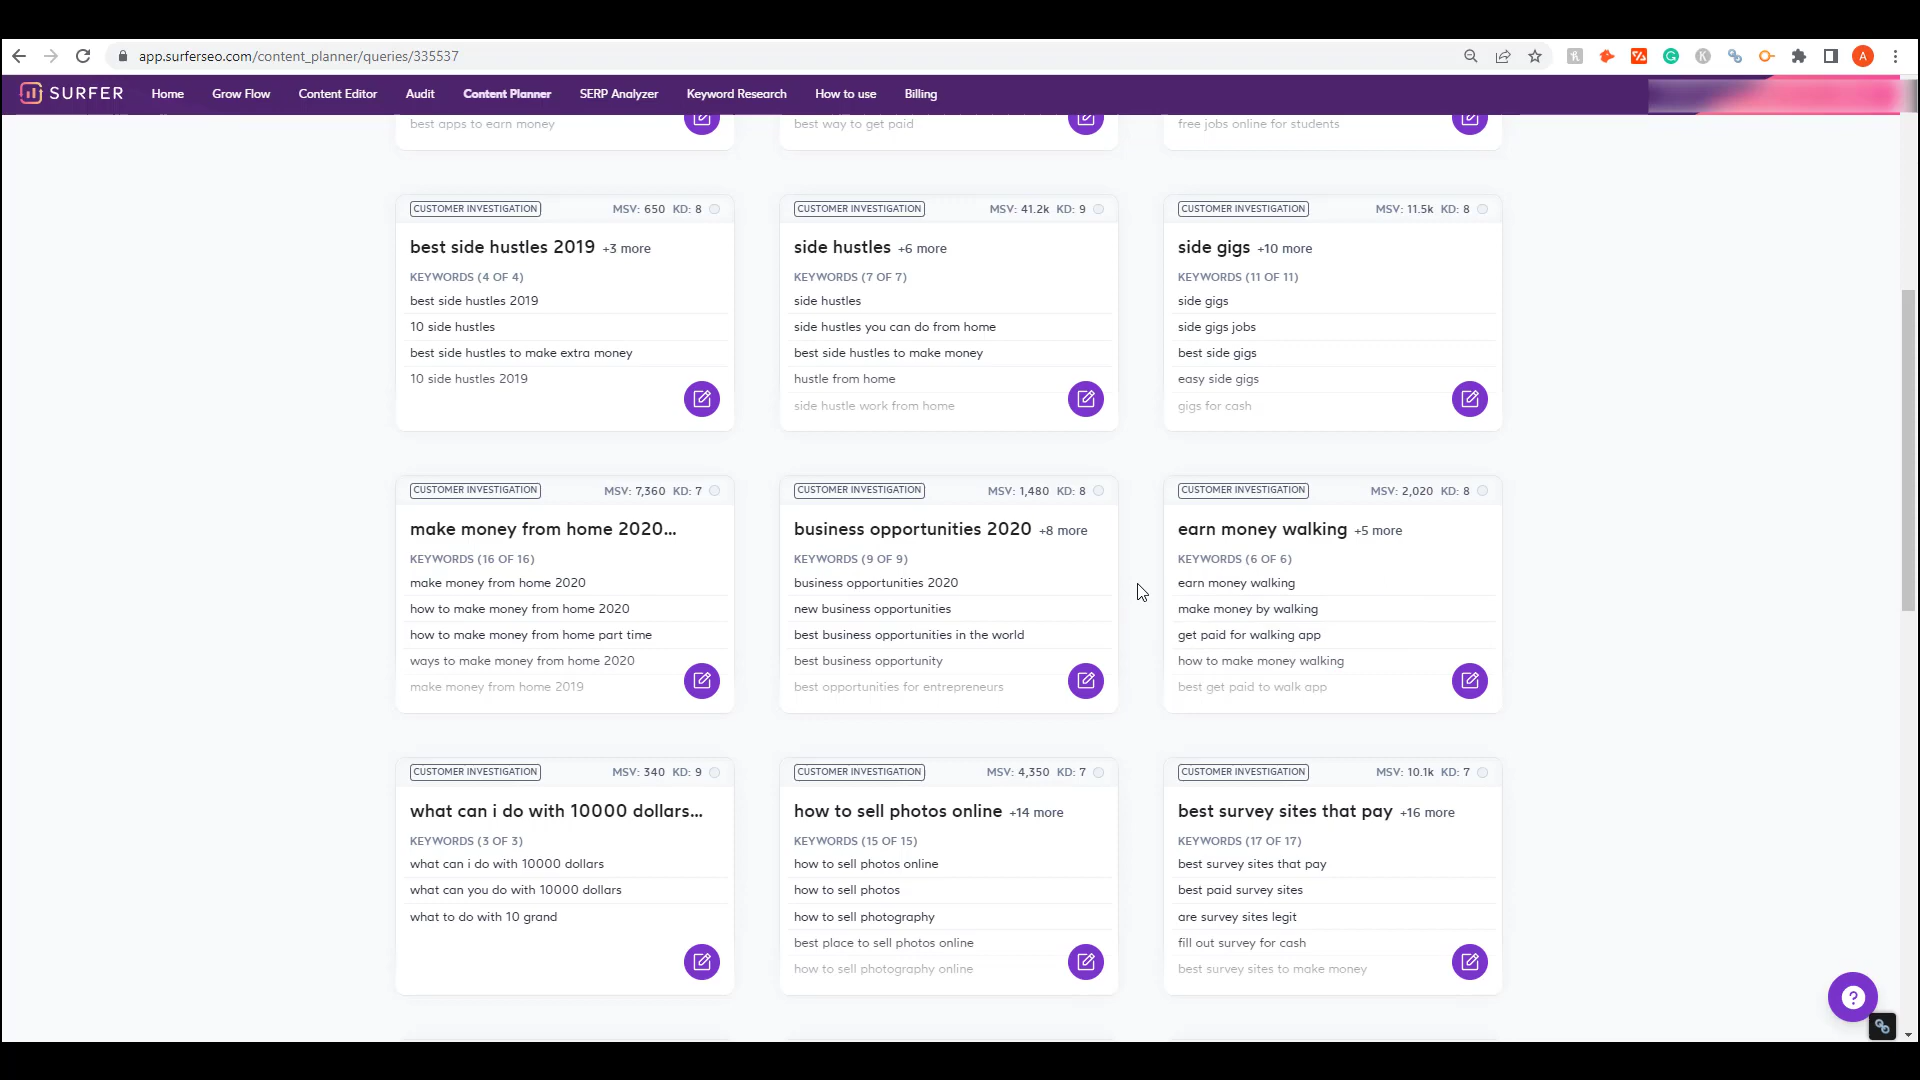 app.surferseo.com/content_planner/queries/335537
A
SURFER
Home
Grow Flow
Content Editor
Audit
Content Planner
SERP Analyzer
Keyword Research
How to use
Billing
best apps to earn money
best way to get paid
free jobs online for students
CUSTOMER INVESTIGATION
MSV: 650 KD: 8
best side hustles 2019 +3 more
KEYWORDS (4 OF 4)
best side hustles 2019
10 side hustles
best side hustles to make extra money
10 side hustles 2019
CUSTOMER INVESTIGATION
MSV: 41.2k KD: 9
side hustles +6 more
KEYWORDS (7 OF 7)
side hustles
side hustles you can do from home
best side hustles to make money
hustle from home
side hustle work from home
CUSTOMER INVESTIGATION
MSV: 11.5k KD: 8
side gigs +10 more
KEYWORDS (11 OF 11)
side gigs
side gigs jobs
best side gigs
easy side gigs
gigs for cash
CUSTOMER INVESTIGATION
MSV: 7,360 KD: 7
make money from home 2020...
KEYWORDS (16 OF 16)
make money from home 2020
how to make money from home 2020
how to make money from home part time
ways to make money from home 2020
make money from home 2019
CUSTOMER INVESTIGATION
MSV: 1,480 KD: 8
business opportunities 2020 +8 more
KEYWORDS (9 OF 9)
business opportunities 2020
new business opportunities
best business opportunities in the world
best business opportunity
best opportunities for entrepreneurs
CUSTOMER INVESTIGATION
MSV: 2,020 KD: 8
earn money walking +5 more
KEYWORDS (6 OF 6)
earn money walking
make money by walking
get paid for walking app
how to make money walking
best get paid to walk app
CUSTOMER INVESTIGATION
MSV: 340 KD: 9
what can i do with 10000 dollars...
KEYWORDS (3 OF 3)
what can i do with 10000 dollars
what can you do with 10000 dollars
what to do with 10 grand
CUSTOMER INVESTIGATION
MSV: 4,350 KD: 7
how to sell photos online +14 more
KEYWORDS (15 OF 15)
how to sell photos online
how to sell photos
how to sell photography
best place to sell photos online
how to sell photography online
CUSTOMER INVESTIGATION
MSV: 10.1k KD: 7
best survey sites that pay +16 more
KEYWORDS (17 OF 17)
best survey sites that pay
best paid survey sites
are survey sites legit
fill out survey for cash
best survey sites to make money
?